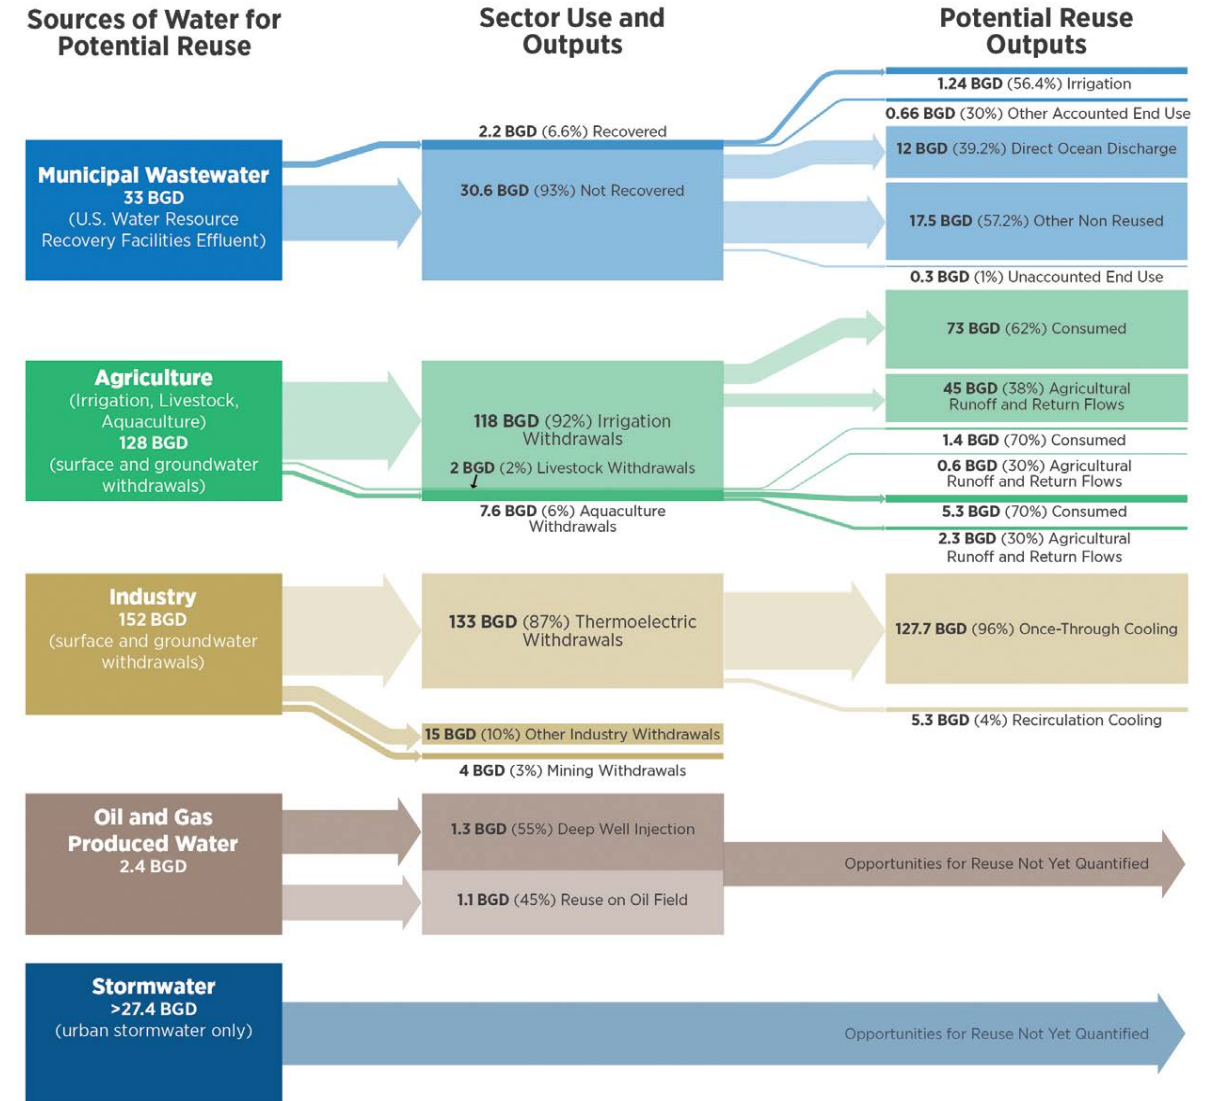 Sources of Water for
Potential Reuse
Sector Use and
Outputs
Potential Reuse
Outputs
Municipal Wastewater
33 BGD
(U.S. Water Resource
Recovery Facilities Effluent)
2.2 BGD (6.6%) Recovered
30.6 BGD (93%) Not Recovered
1.24 BGD (56.4%) Irrigation
0.66 BGD (30%) Other Accounted End Use
12 BGD (39.2%) Direct Ocean Discharge
17.5 BGD (57.2%) Other Non Reused
0.3 BGD (1%) Unaccounted End Use
Agriculture
(Irrigation, Livestock,
Aquaculture)
128 BGD
(surface and groundwater
withdrawals)
118 BGD (92%) Irrigation
Withdrawals
2 BGD (2%) Livestock Withdrawals
7.6 BGD (6%) Aquaculture
Withdrawals
73 BGD (62%) Consumed
45 BGD (38%) Agricultural
Runoff and Return Flows
1.4 BGD (70%) Consumed
0.6 BGD (30%) Agricultural
Runoff and Return Flows
5.3 BGD (70%) Consumed
2.3 BGD (30%) Agricultural
Runoff and Return Flows
Industry
152 BGD
(surface and groundwater
withdrawals)
133 BGD (87%) Thermoelectric
Withdrawals
15 BGD (10%) Other Industry Withdrawals
4 BGD (3%) Mining Withdrawals
127.7 BGD (96%) Once-Through Cooling
5.3 BGD (4%) Recirculation Cooling
Oil and Gas
Produced Water
2.4 BGD
1.3 BGD (55%) Deep Well Injection
1.1 BGD (45%) Reuse on Oil Field
Opportunities for Reuse Not Yet Quantified
Stormwater
>27.4 BGD
(urban stormwater only)
Opportunities for Reuse Not Yet Quantified